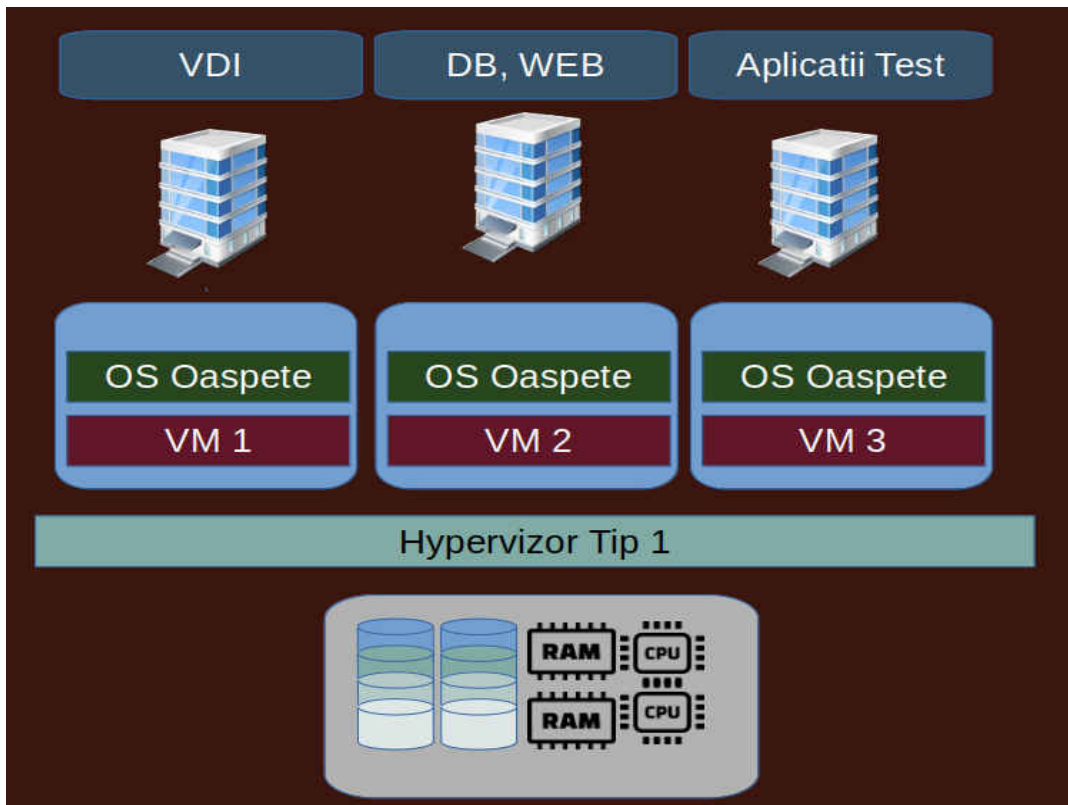 VDI
DB, WEB
Aplicatii Test
OS Oaspete
OS Oaspete
OS Oaspete
VM 1
VM 2
VM 3
Hypervizor Tip 1
RAM
CPU
RAM
CPU